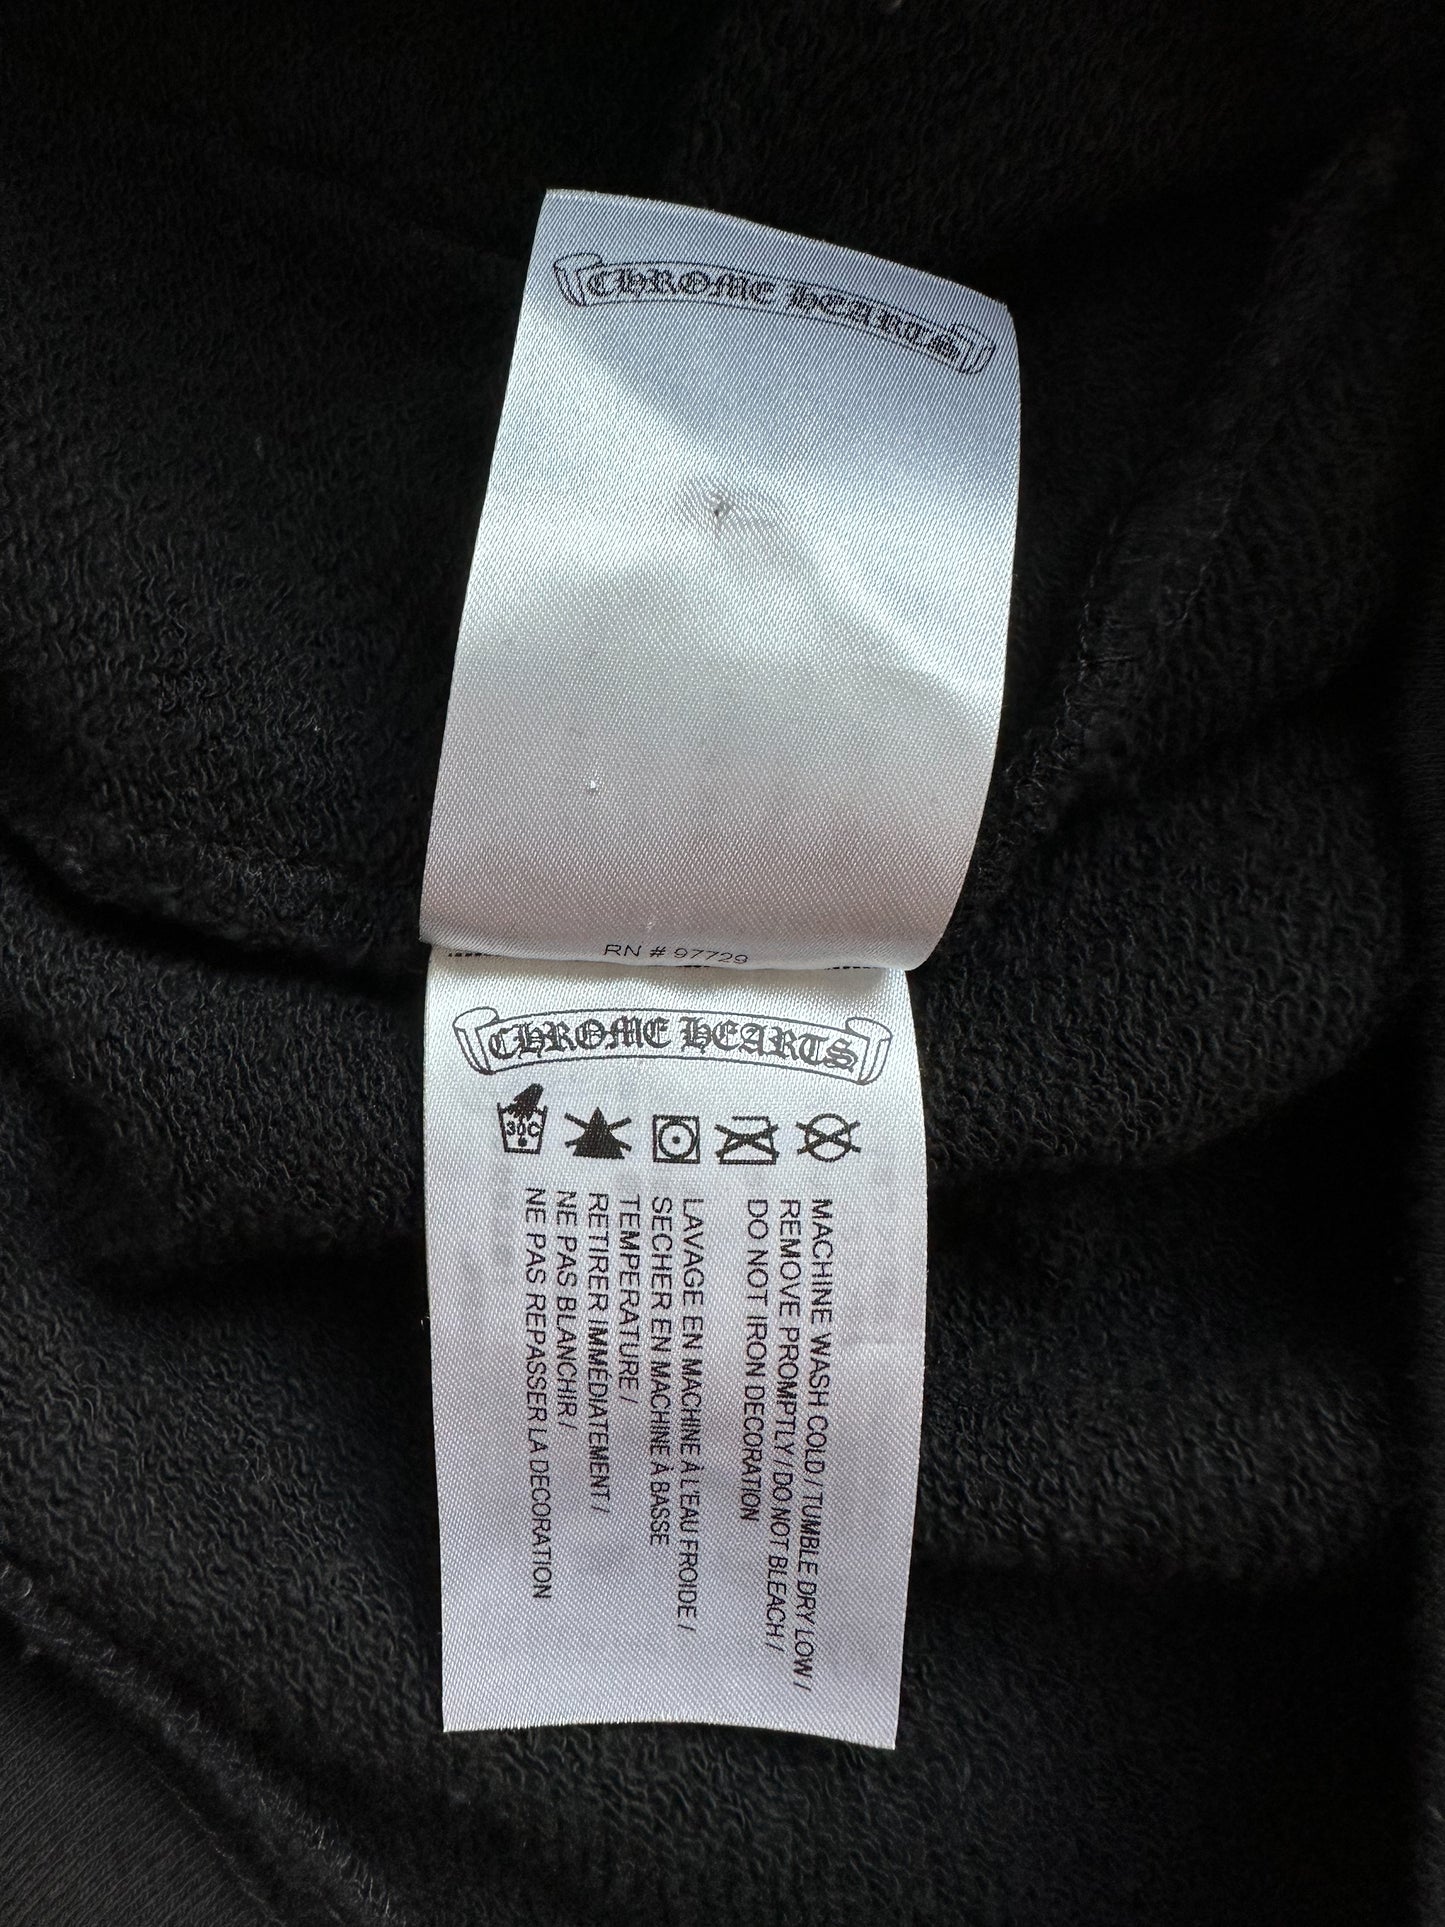 CHROME HEARTS
RN # 97729
CHROME HEARTS
30C
MACHINE WASH COLD / TUMBLE DRY LOW /
REMOVE PROMPTLY / DO NOT BLEACH /
DO NOT IRON DECORATION
LAVAGE EN MACHINE À L'EAU FROIDE /
SECHER EN MACHINE À BASSE
TEMPERATURE /
RETIRER IMMÉDIATEMENT /
NE PAS BLANCHIR /
NE PAS REPASSER LA DECORATION